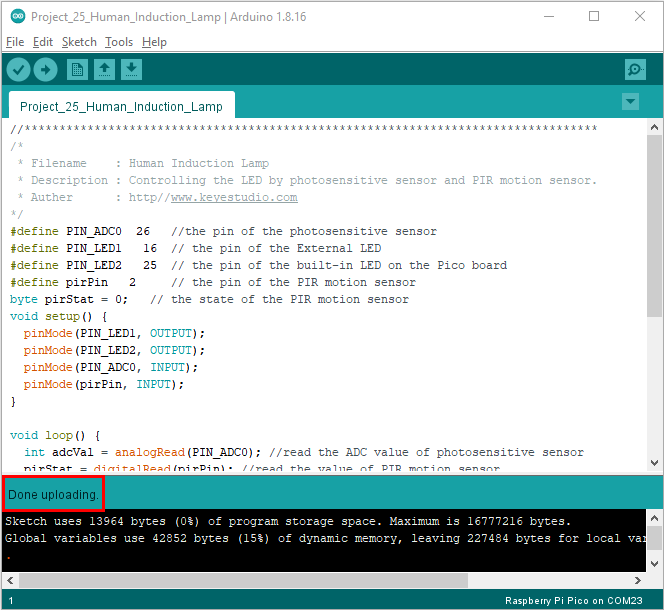 Project_25_Human_Induction_Lamp | Arduino 1.8.16
File Edit Sketch Tools Help
Project_25_Human_Induction_Lamp
//**********************************************************************************
/*
 * Filename    : Human Induction Lamp
 * Description : Controlling the LED by photosensitive sensor and PIR motion sensor.
 * Auther      : http//www.keyestudio.com
*/
#define PIN_ADC0  26   //the pin of the photosensitive sensor
#define PIN_LED1   16  // the pin of the External LED
#define PIN_LED2   25  // the pin of the built-in LED on the Pico board
#define pirPin   2     // the pin of the PIR motion sensor
byte pirStat = 0;   // the state of the PIR motion sensor
void setup() {
  pinMode(PIN_LED1, OUTPUT);
  pinMode(PIN_LED2, OUTPUT);
  pinMode(PIN_ADC0, INPUT);
  pinMode(pirPin, INPUT);
}
void loop() {
  int adcVal = analogRead(PIN_ADC0); //read the ADC value of photosensitive sensor
  pirStat = digitalRead(pirPin); //read the value of PIR motion sensor
Done uploading.
Sketch uses 13964 bytes (0%) of program storage space. Maximum is 16777216 bytes.
Global variables use 42852 bytes (15%) of dynamic memory, leaving 227484 bytes for local var
.
1
Raspberry Pi Pico on COM23